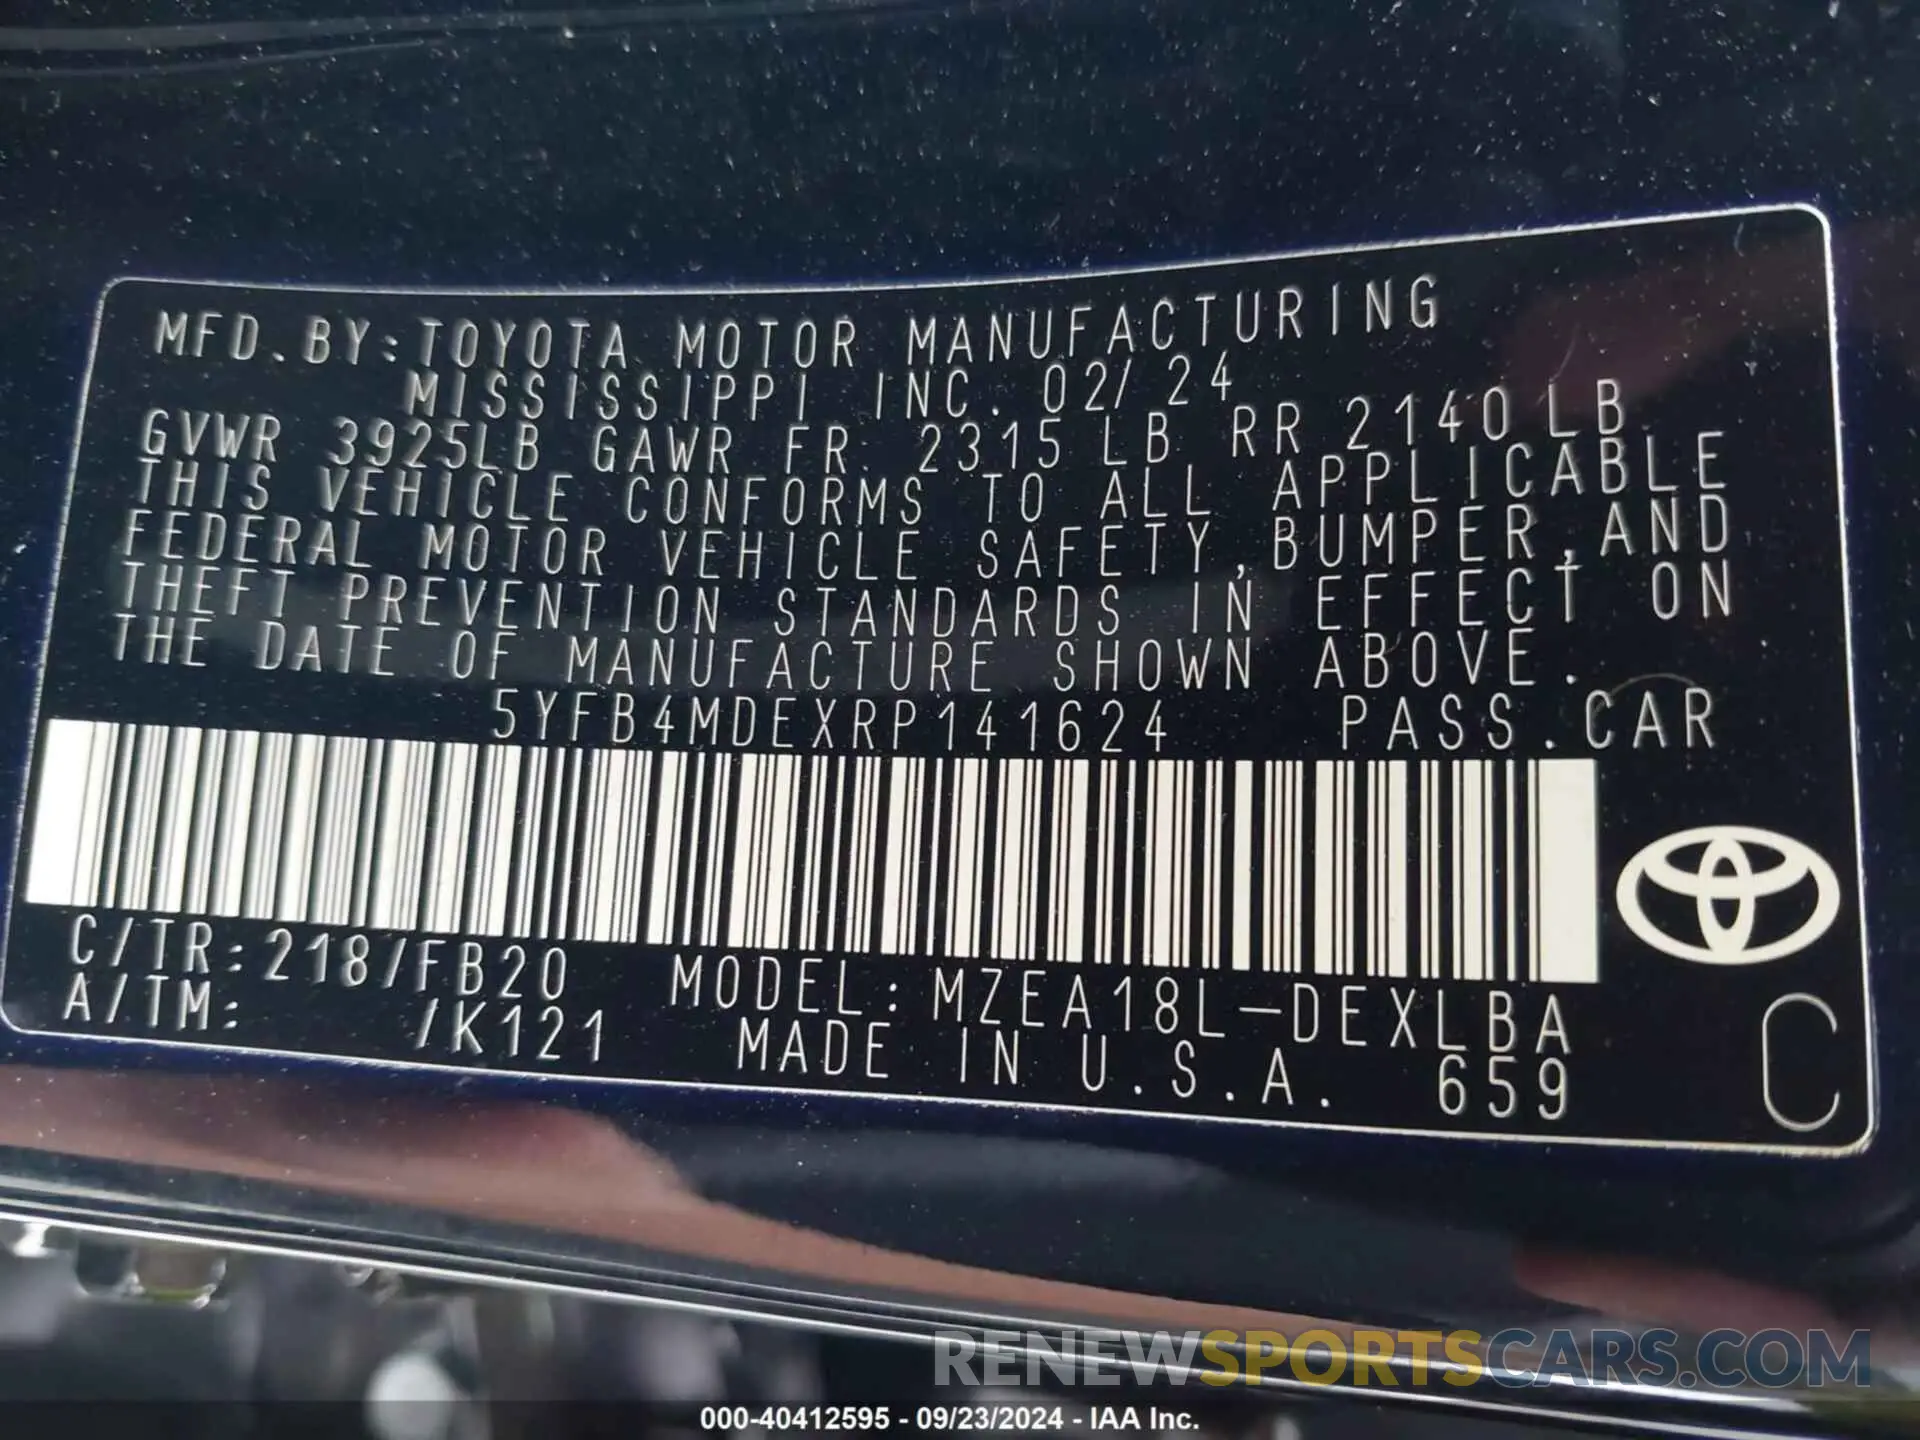 MFD. BY: TOYOTA MOTOR MANUFACTURING
MISSISSIPPI INC. 02/24
GVWR 3925LB GAWR FR. 2315 LB RR 2140 LB
THIS VEHICLE CONFORMS TO ALL APPLICABLE
FEDERAL MOTOR VEHICLE SAFETY, BUMPER, AND
THEFT PREVENTION STANDARDS IN EFFECT ON
THE DATE OF MANUFACTURE SHOWN ABOVE.
5YFB4MDEXRP141624 PASS. CAR
C/TR: 218/FB20 MODEL: MZEA18L-DEXLBA
A/TM: /K121 MADE IN U.S.A. 659
C
RENEWSPORTSCARS.COM
000-40412595 - 09/23/2024 - IAA Inc.